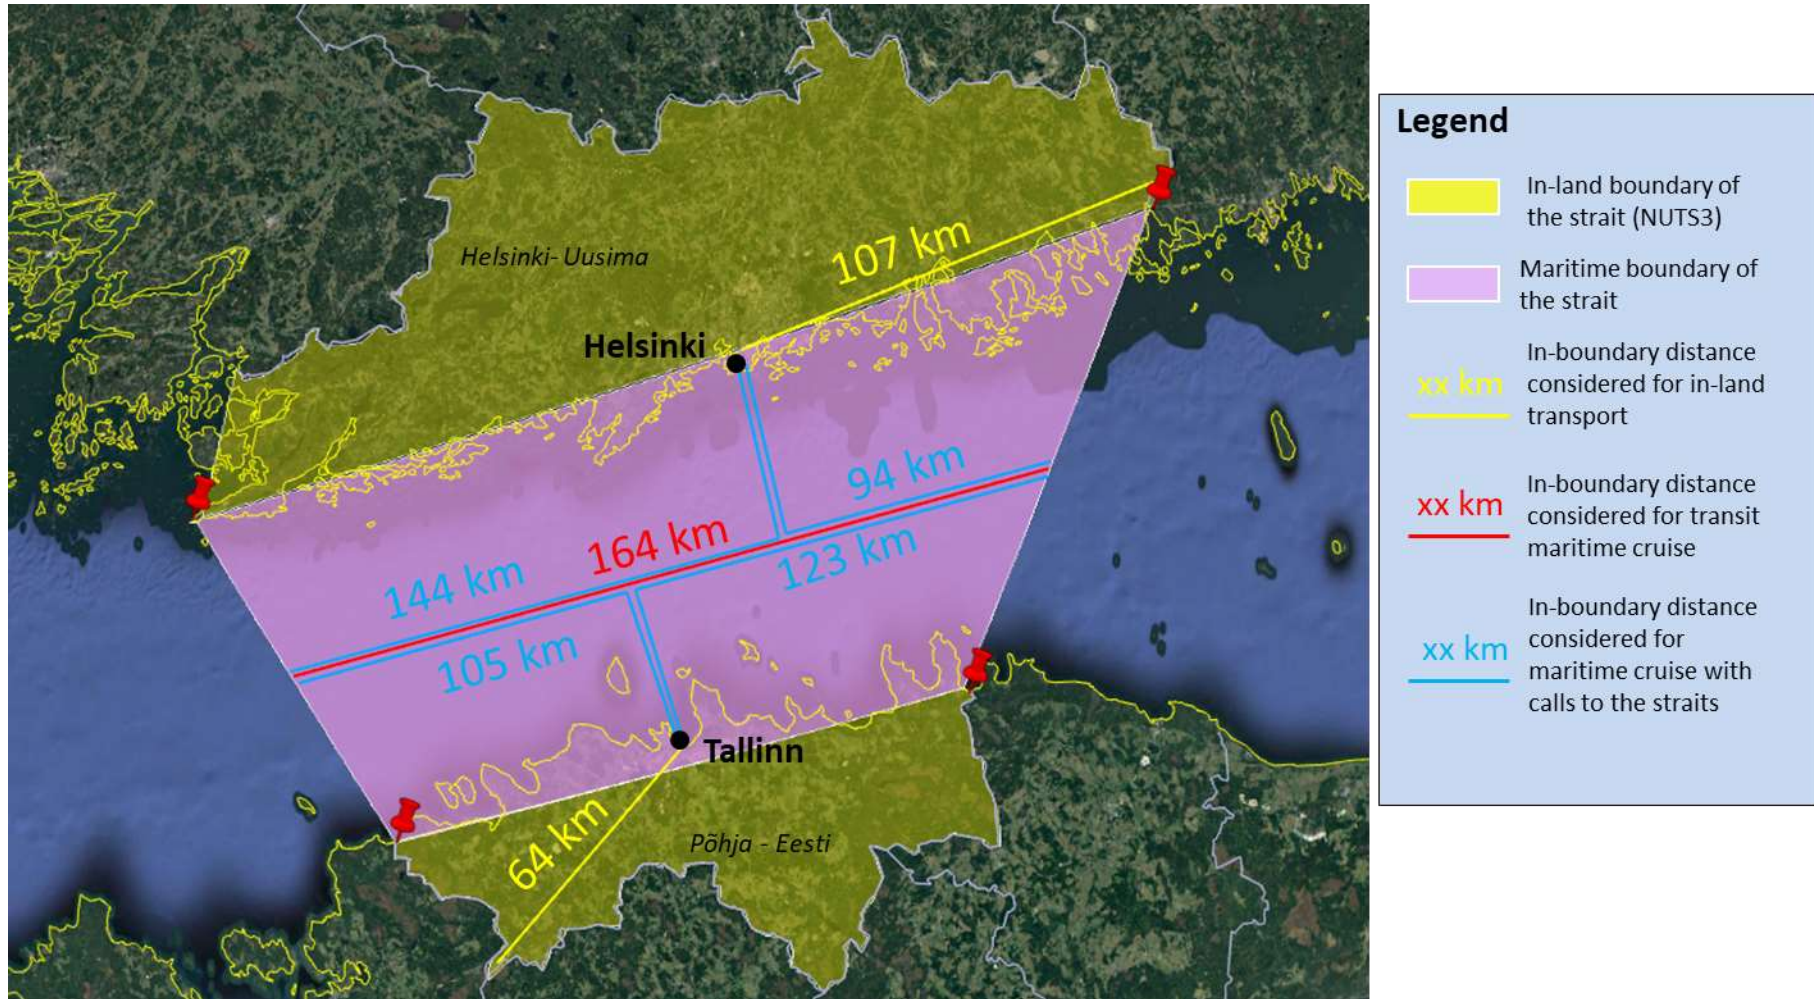 Helsinki- Uusima
107 km
Helsinki
94 km
164 km
144 km
123 km
105 km
Tallinn
64 km
Põhja - Eesti
Legend
In-land boundary of
the strait (NUTS3)
Maritime boundary of
the strait
xx km
In-boundary distance
considered for in-land
transport
xx km
In-boundary distance
considered for transit
maritime cruise
xx km
In-boundary distance
considered for
maritime cruise with
calls to the straits